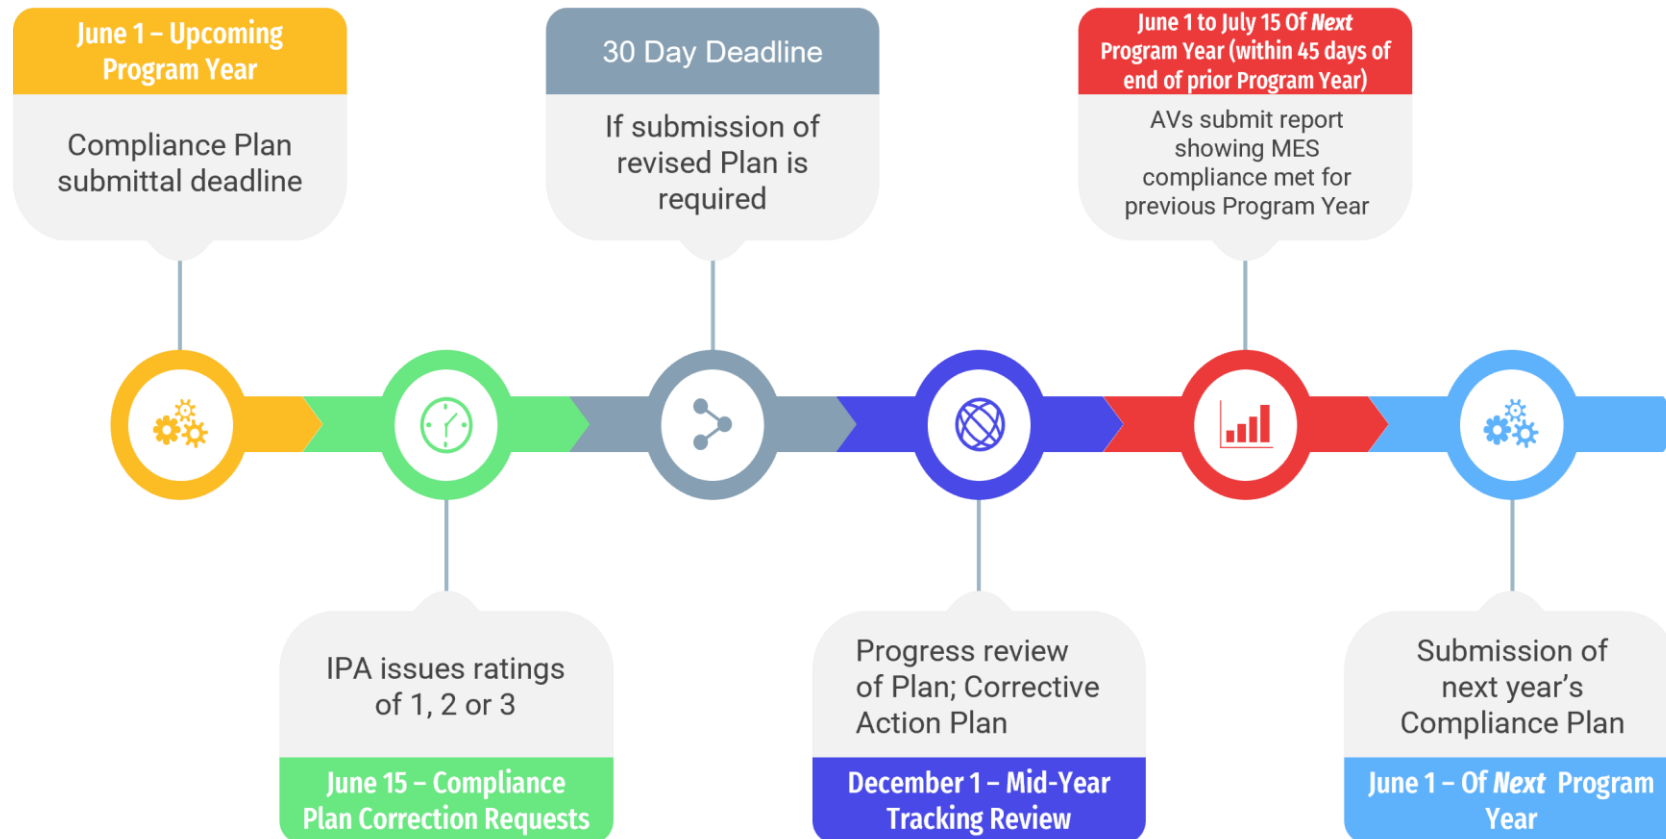 June 1 – Upcoming
Program Year
Compliance Plan
submittal deadline
30 Day Deadline
If submission of
revised Plan is
required
June 1 to July 15 Of Next
Program Year (within 45 days of
end of prior Program Year)
AVs submit report
showing MES
compliance met for
previous Program Year
IPA issues ratings
of 1, 2 or 3
June 15 – Compliance
Plan Correction Requests
Progress review
of Plan; Corrective
Action Plan
December 1 – Mid-Year
Tracking Review
Submission of
next year’s
Compliance Plan
June 1 – Of Next Program
Year